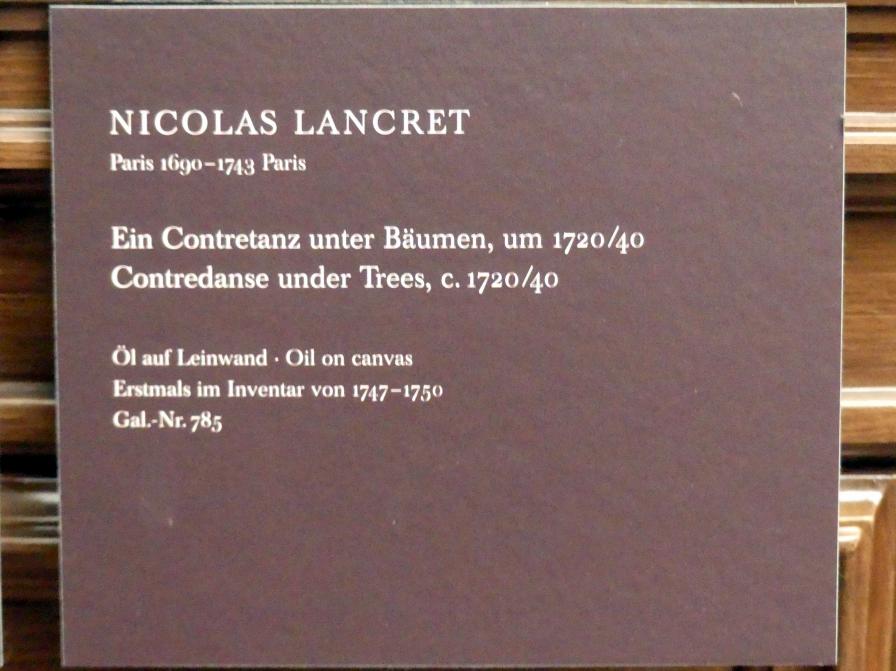 NICOLAS LANCRET
Paris 1690–1743 Paris
Ein Contretanz unter Bäumen, um 1720/40
Contredanse under Trees, c. 1720/40
Öl auf Leinwand · Oil on canvas
Erstmals im Inventar von 1747–1750
Gal.-Nr. 785